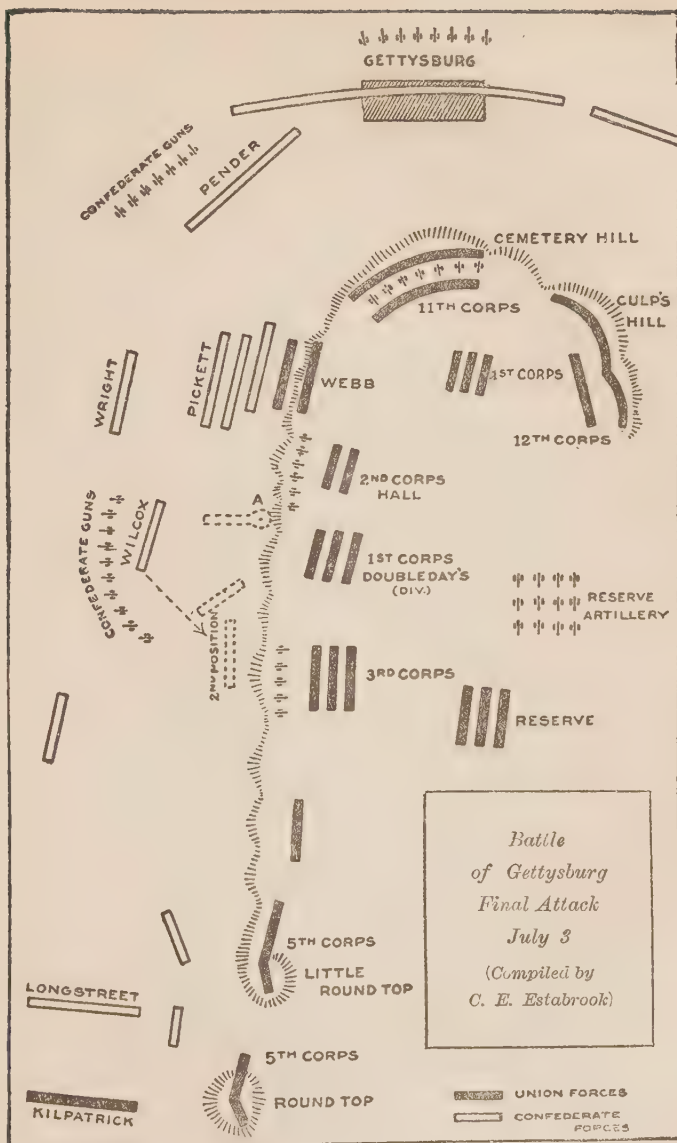 GETTYSBURG
CONFEDERATE GUNS
PENDER
CEMETERY HILL
11TH CORPS
CULP'S
HILL
WRIGHT
PICKETT
WEBB
1ST CORPS
12TH CORPS
2ND CORPS
HALL
A
CONFEDERATE GUNS
WILCOX
1ST CORPS
DOUBLEDAY'S
(DIV.)
RESERVE
ARTILLERY
2ND POSITION
3RD CORPS
RESERVE
Battle
of Gettysburg
Final Attack
July 3
(Compiled by
C. E. Estabrook)
5TH CORPS
LITTLE
ROUND TOP
LONGSTREET
5TH CORPS
ROUND TOP
KILPATRICK
UNION FORCES
CONFEDERATE
FORCES